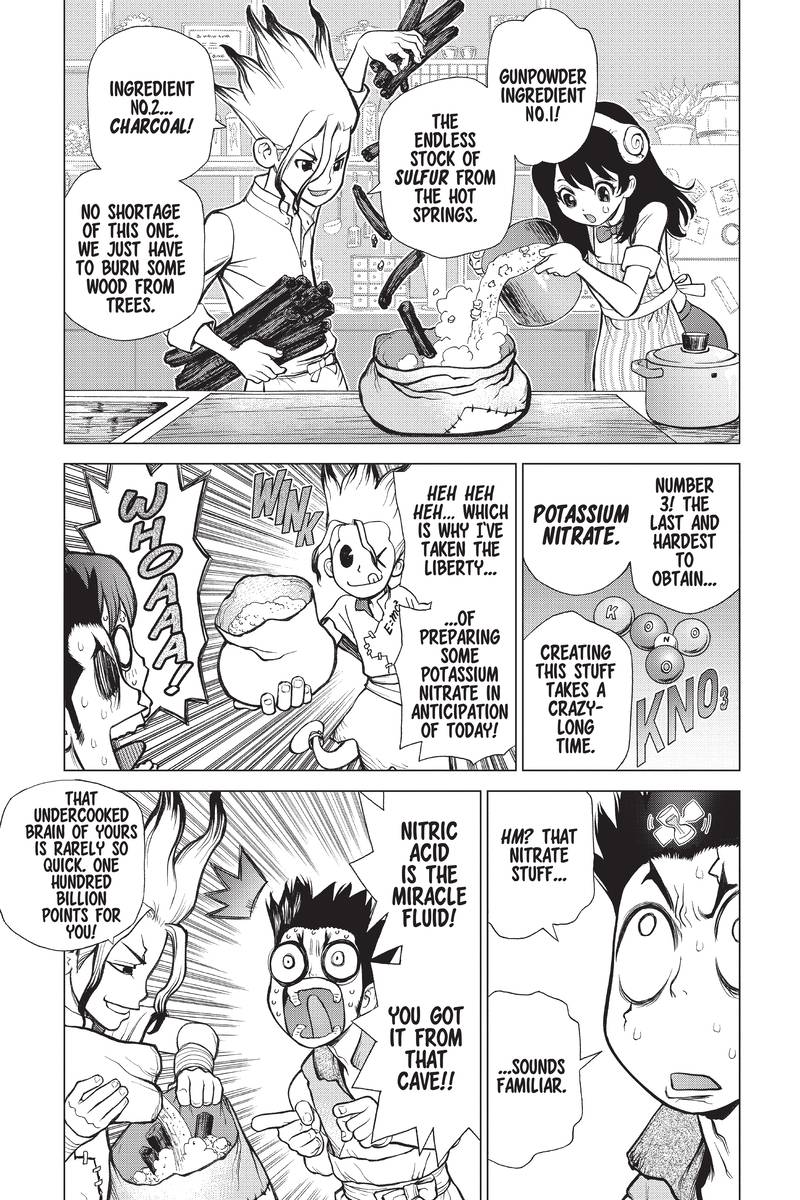 GUNPOWDER
INGREDIENT
NO.1!
THE
ENDLESS
STOCK OF
SULFUR FROM
THE HOT
SPRINGS.
INGREDIENT
NO.2...
CHARCOAL!
NO SHORTAGE
OF THIS ONE.
WE JUST HAVE
TO BURN SOME
WOOD FROM
TREES.
NUMBER
3! THE
LAST AND
HARDEST
TO
OBTAIN...
POTASSIUM
NITRATE.
K
O
N
O
O
KNO3
CREATING
THIS STUFF
TAKES A
CRAZY-
LONG
TIME.
HEH HEH
HEH... WHICH
IS WHY I'VE
TAKEN THE
LIBERTY...
WINK
E=mc²
...OF
PREPARING
SOME
POTASSIUM
NITRATE IN
ANTICIPATION
OF TODAY!
WHOAAA!
HM? THAT
NITRATE
STUFF...
...SOUNDS
FAMILIAR.
NITRIC
ACID
IS THE
MIRACLE
FLUID!
YOU GOT
IT FROM
THAT
CAVE!!
THAT
UNDERCOOKED
BRAIN OF YOURS
IS RARELY SO
QUICK. ONE
HUNDRED
BILLION
POINTS FOR
YOU!